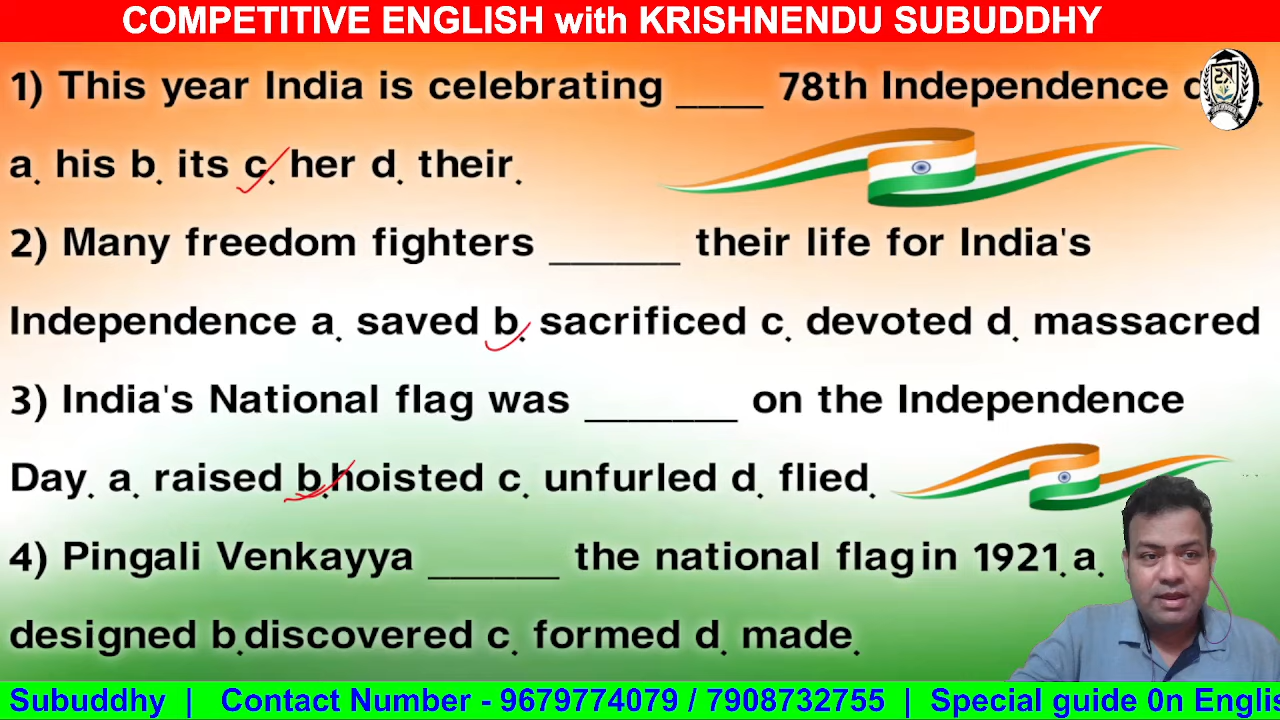 COMPETITIVE ENGLISH with KRISHNENDU SUBUDDHY
1) This year India is celebrating ____ 78th Independence
a. his b. its c. her d. their.
2) Many freedom fighters ______ their life for India's
Independence a. saved b. sacrificed c. devoted d. massacred
3) India's National flag was _______ on the Independence
Day. a. raised b.hoisted c. unfurled d. flied.
4) Pingali Venkayya ______ the national flag in 1921. a.
designed b.discovered c. formed d. made.
Subuddhy | Contact Number - 9679774079 / 7908732755 | Special guide 0n Englis